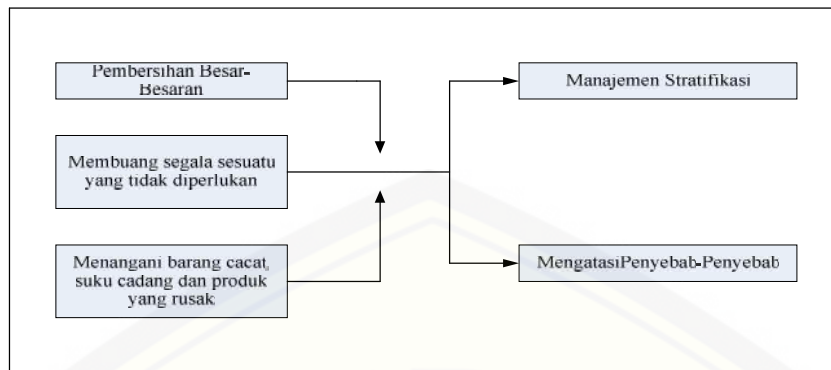 Pembersihan Besar-
Besaran
Membuang segala sesuatu
yang tidak diperlukan
Menangani barang cacat,
suku cadang dan produk
yang rusak
Manajemen Stratifikasi
MengatasiPenyebab-Penyebab